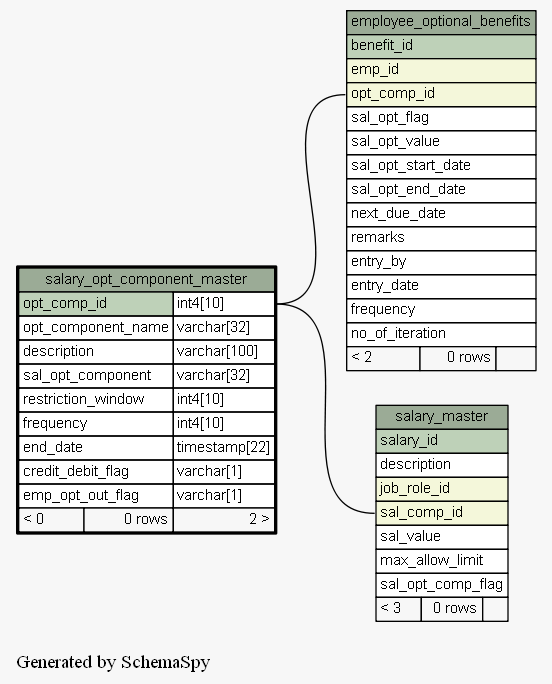 employee_optional_benefits
benefit_id
emp_id
opt_comp_id
sal_opt_flag
sal_opt_value
sal_opt_start_date
sal_opt_end_date
next_due_date
remarks
entry_by
entry_date
frequency
no_of_iteration
< 2 0 rows
salary_opt_component_master
opt_comp_id int4[10]
opt_component_name varchar[32]
description varchar[100]
sal_opt_component varchar[32]
restriction_window int4[10]
frequency int4[10]
end_date timestamp[22]
credit_debit_flag varchar[1]
emp_opt_out_flag varchar[1]
< 0 0 rows 2 >
salary_master
salary_id
description
job_role_id
sal_comp_id
sal_value
max_allow_limit
sal_opt_comp_flag
< 3 0 rows
Generated by SchemaSpy